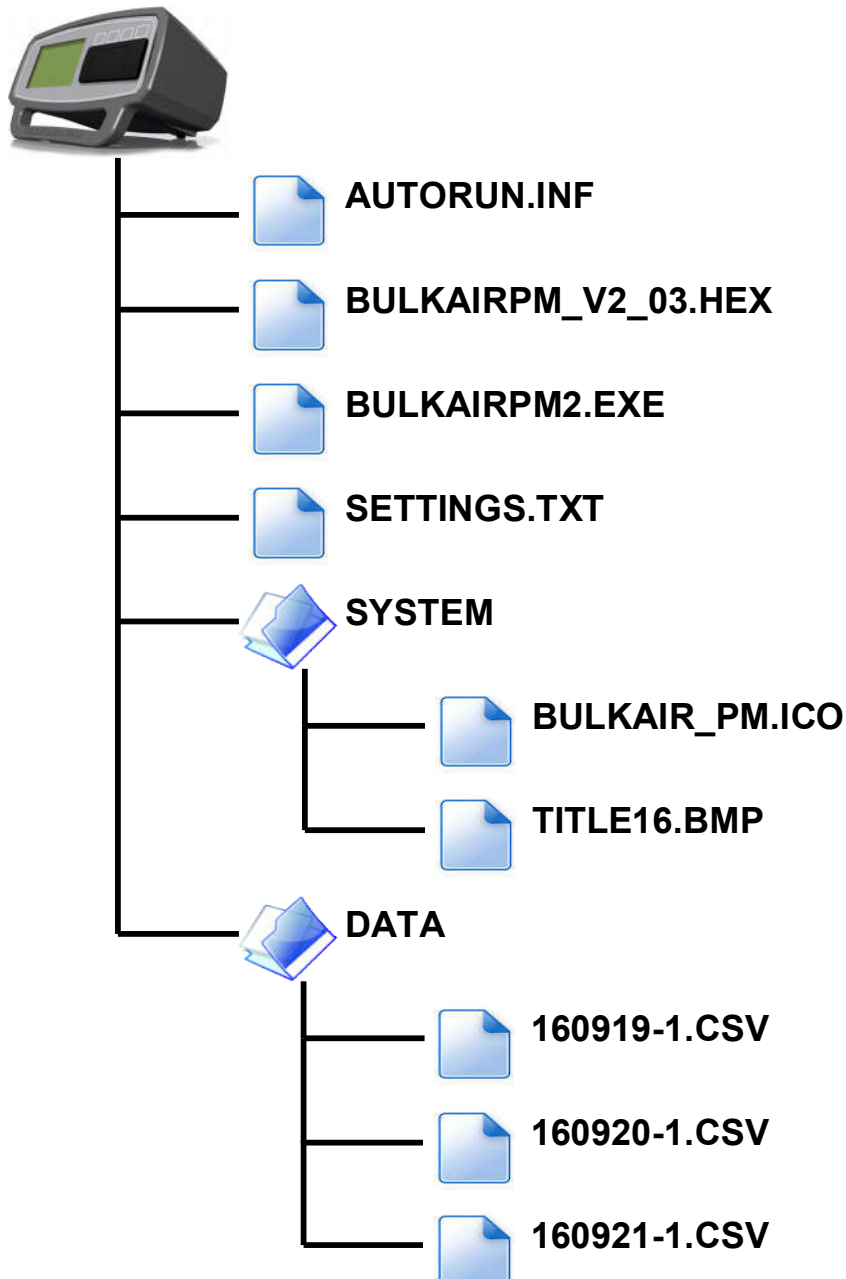 AUTORUN.INF
BULKAIRPM_V2_03.HEX
BULKAIRPM2.EXE
SETTINGS.TXT
SYSTEM
BULKAIR_PM.ICO
TITLE16.BMP
DATA
160919-1.CSV
160920-1.CSV
160921-1.CSV